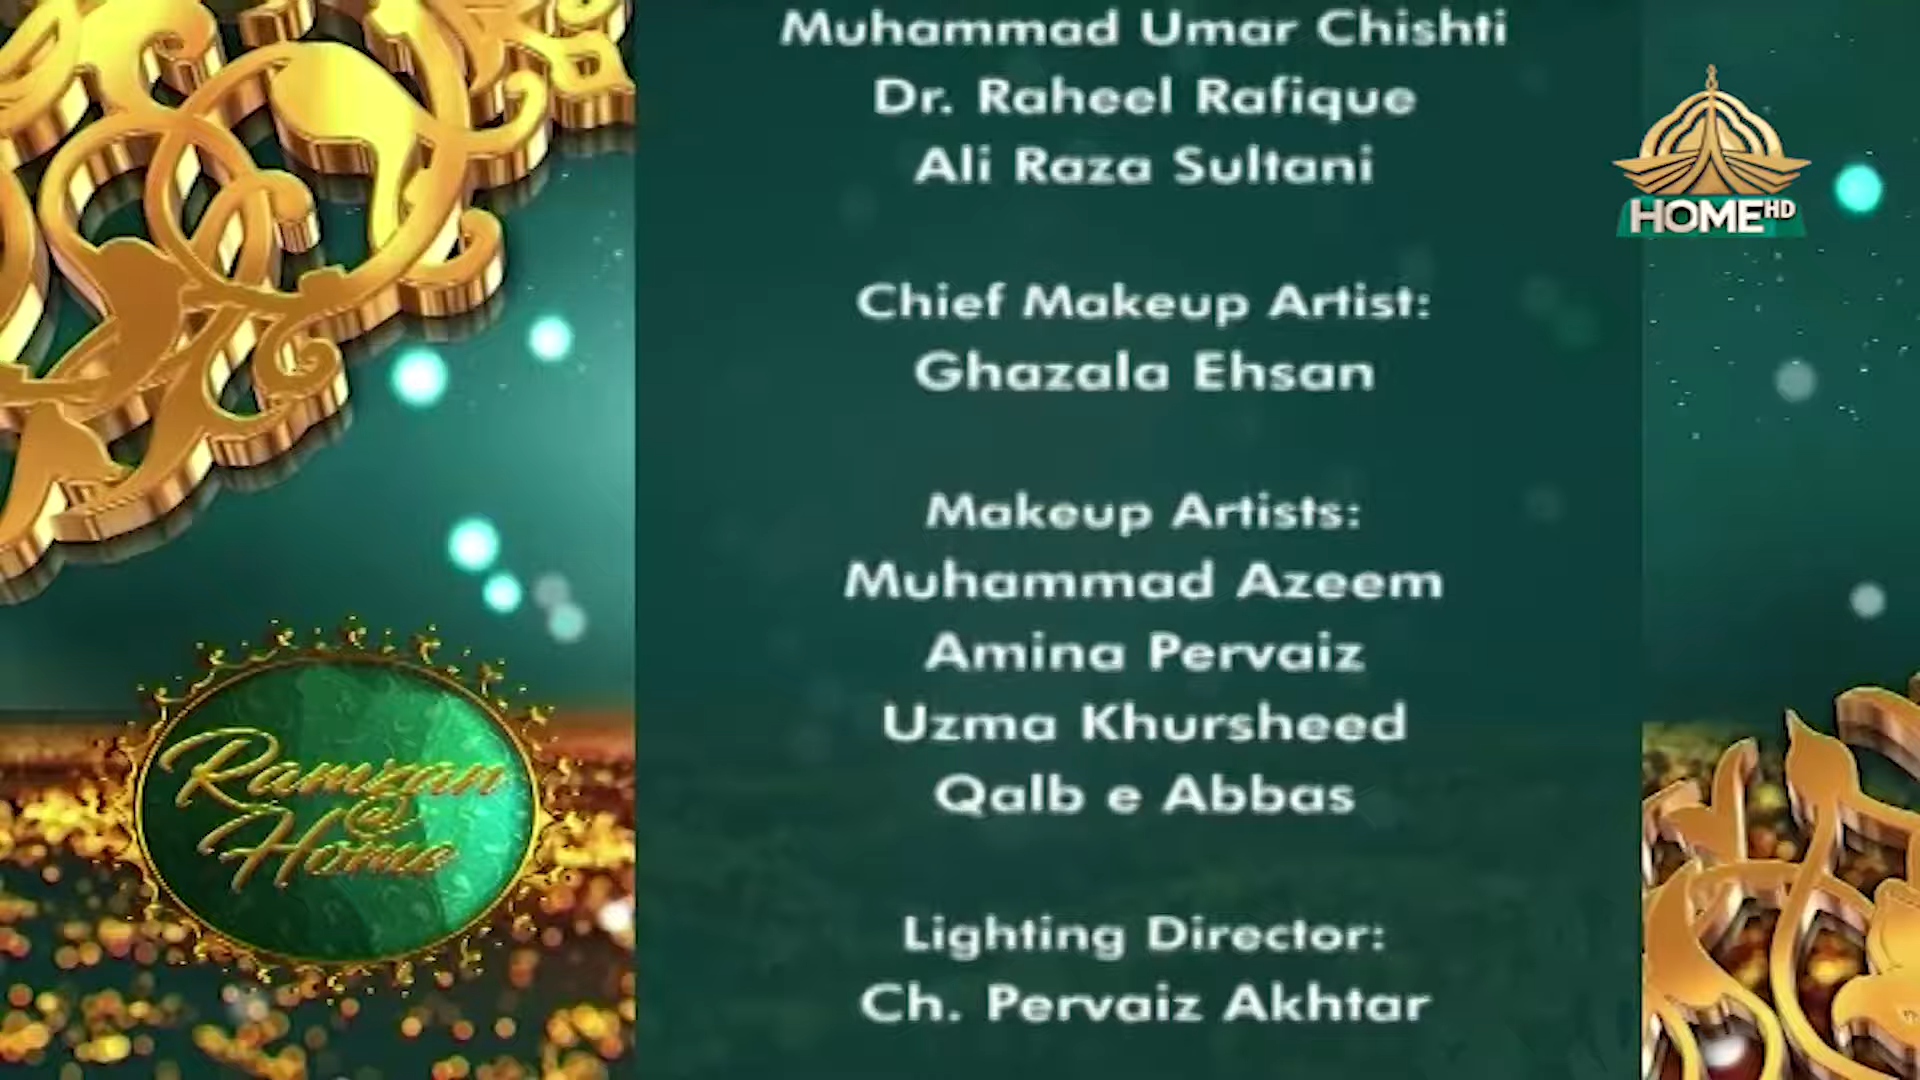 Muhammad Umar Chishti
Dr. Raheel Rafique
Ali Raza Sultani
Chief Makeup Artist:
Ghazala Ehsan
Makeup Artists:
Muhammad Azeem
Amina Pervaiz
Uzma Khursheed
Qalb e Abbas
Lighting Director:
Ch. Pervaiz Akhtar
HOME HD
Ramzan
@
Home